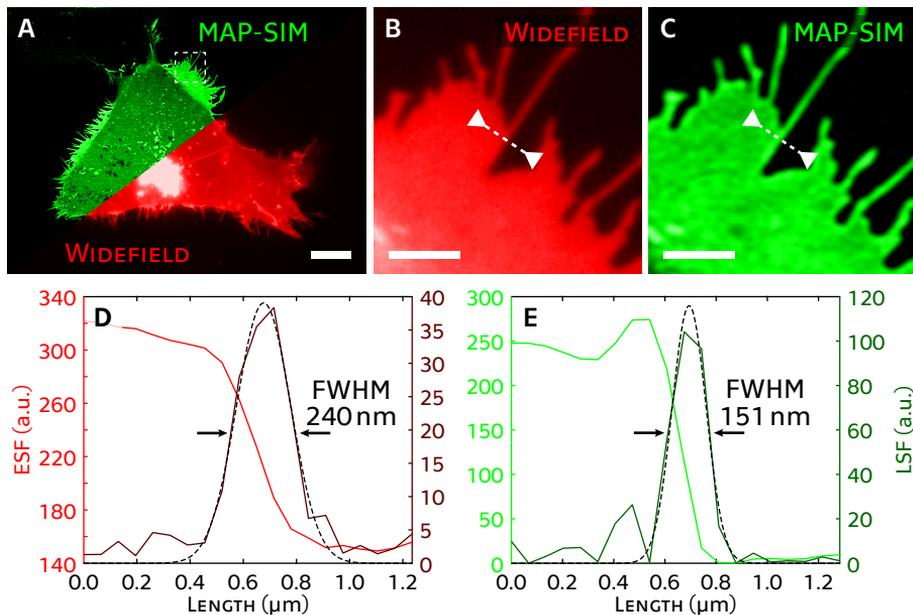 A
MAP-SIM
WIDEFIELD
B
WIDEFIELD
C
MAP-SIM
D
340
300
260
220
180
140
ESF (a.u.)
40
35
30
25
20
15
10
5
0
FWHM
240 nm
0.0 0.2 0.4 0.6 0.8 1.0 1.2
LENGTH (µm)
E
300
250
200
150
100
50
0
120
100
80
60
40
20
0
LSF (a.u.)
FWHM
151 nm
0.0 0.2 0.4 0.6 0.8 1.0 1.2
LENGTH (µm)